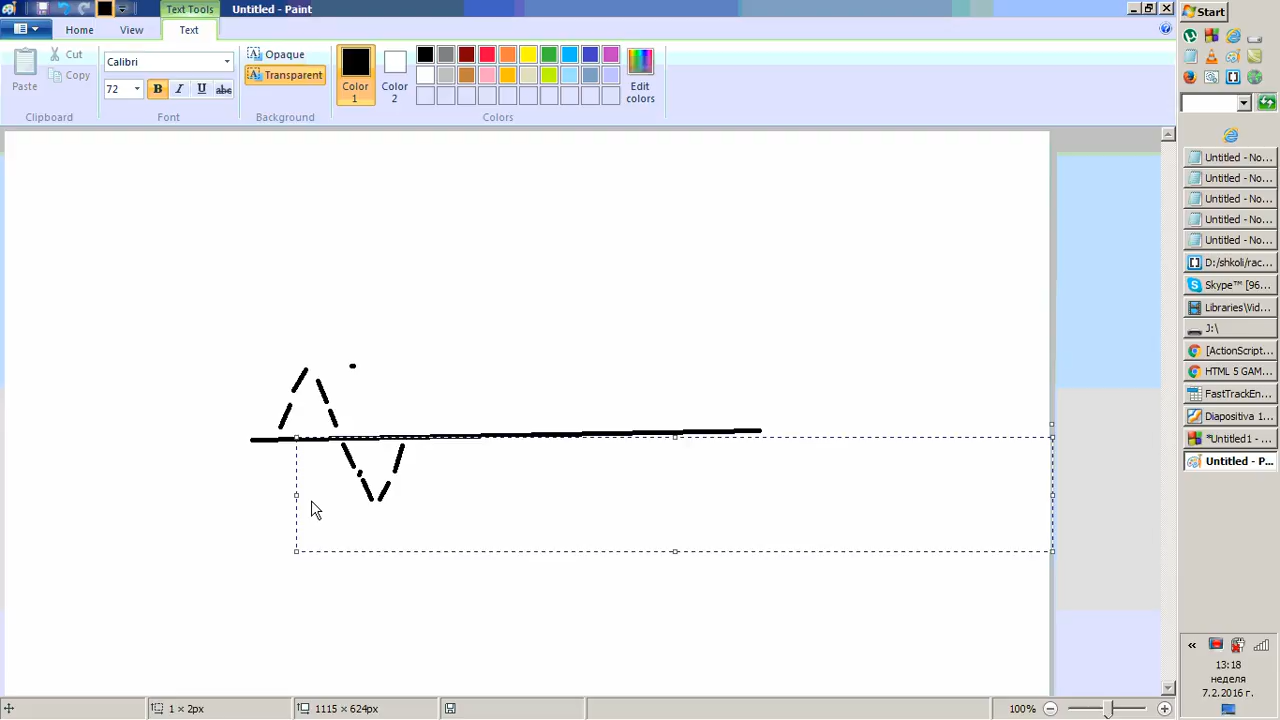 Text Tools
Untitled - Paint
Home
View
Text
Cut
Copy
Paste
Clipboard
Calibri
72
B
I
U
abc
Font
Opaque
Transparent
Background
Color 1
Color 2
Edit colors
Colors
Start
Untitled - No...
Untitled - No...
Untitled - No...
Untitled - No...
Untitled - No...
D:/shkoli/rac...
Skype™ [96...
Libraries\Vid...
J:\
[ActionScript...
HTML 5 GAM...
FastTrackEn...
Diapositiva 1...
*Untitled1 - ...
Untitled - P...
13:18
неделя
7.2.2016 г.
1 × 2px
1115 × 624px
100%